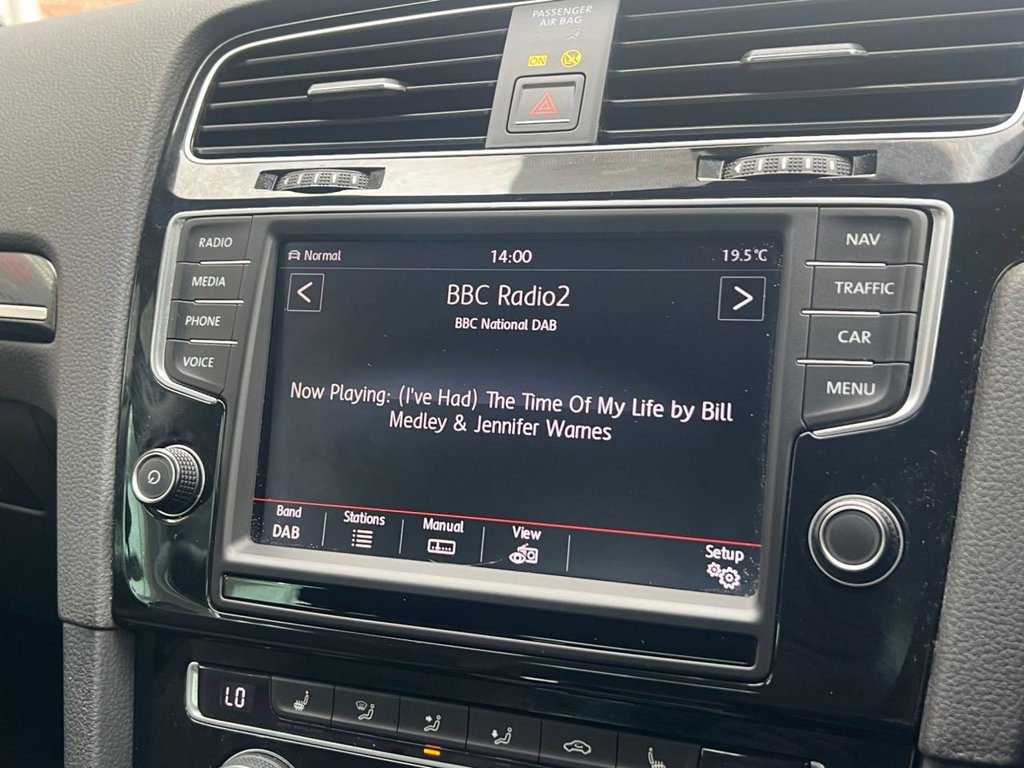 PASSENGER
AIR BAG
ON
RADIO
MEDIA
PHONE
VOICE
Normal
14:00
19.5°C
BBC Radio2
BBC National DAB
Now Playing: (I've Had) The Time Of My Life by Bill
Medley & Jennifer Warnes
Band
DAB
Stations
Manual
View
Setup
NAV
TRAFFIC
CAR
MENU
LO